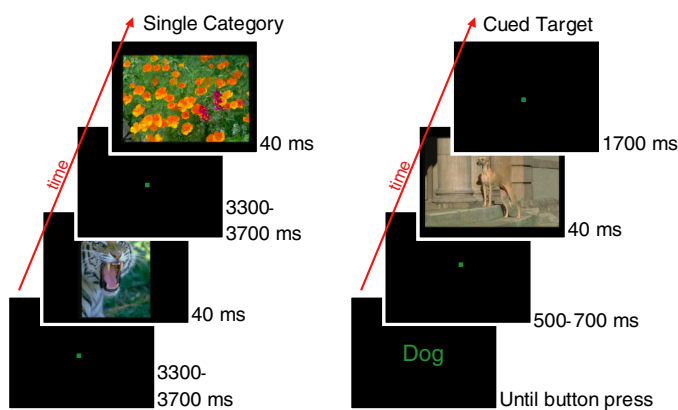 Single Category
40 ms
time
3300-
3700 ms
40 ms
3300-
3700 ms
Cued Target
1700 ms
time
40 ms
500-700 ms
Dog
Until button press